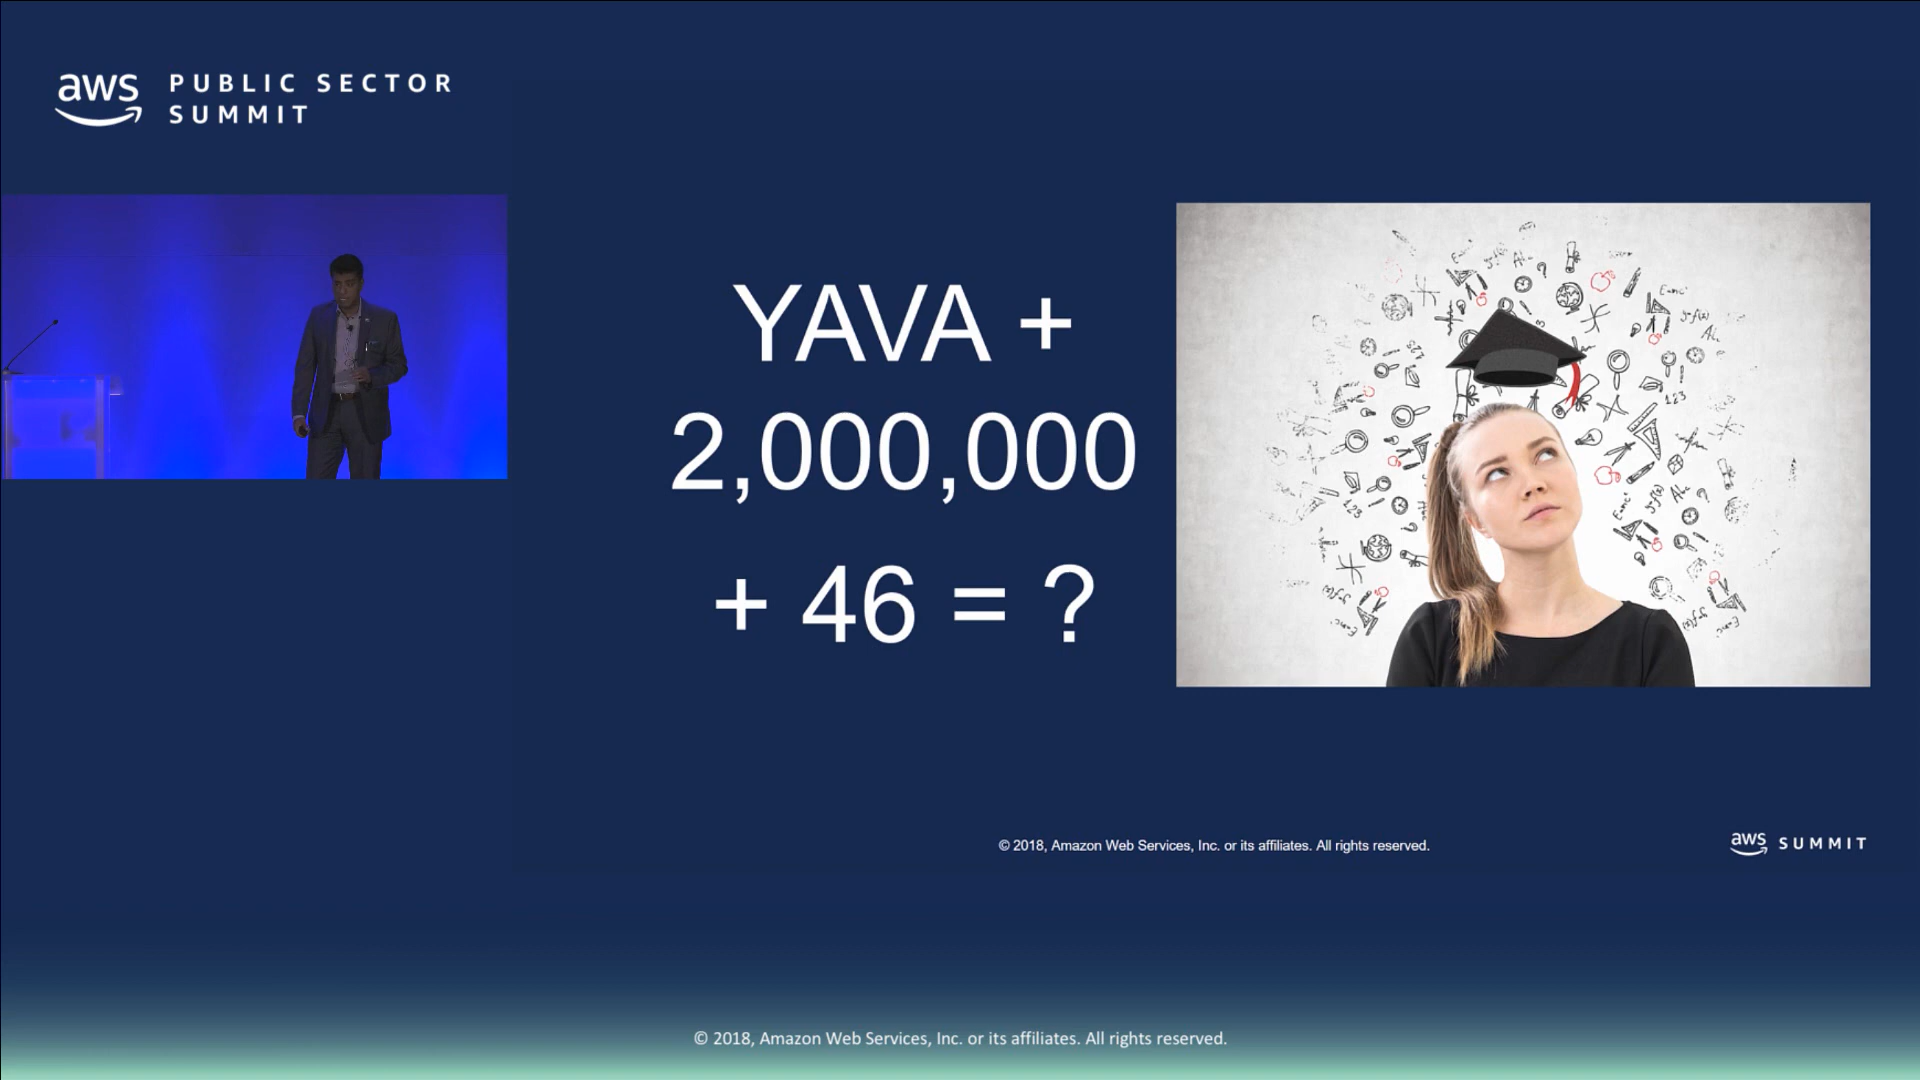 aws PUBLIC SECTOR
SUMMIT
YAVA +
2,000,000
+ 46 = ?
© 2018, Amazon Web Services, Inc. or its affiliates. All rights reserved.
aws SUMMIT
© 2018, Amazon Web Services, Inc. or its affiliates. All rights reserved.